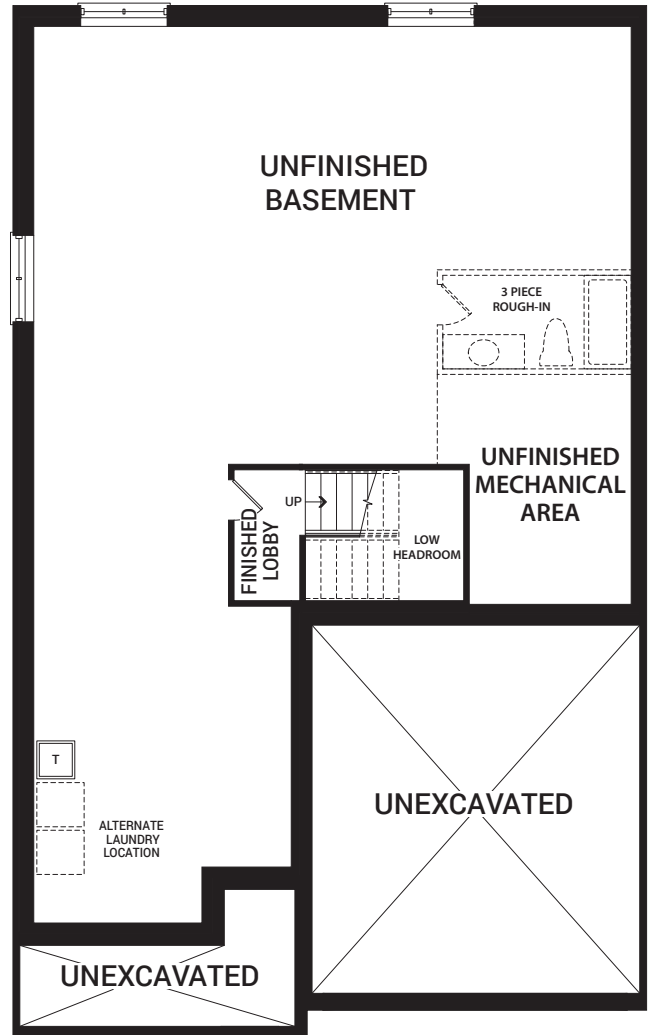 UNFINISHED
BASEMENT
3 PIECE
ROUGH-IN
UNFINISHED
MECHANICAL
AREA
UP
FINISHED
LOBBY
LOW
HEADROOM
T
ALTERNATE
LAUNDRY
LOCATION
UNEXCAVATED
UNEXCAVATED